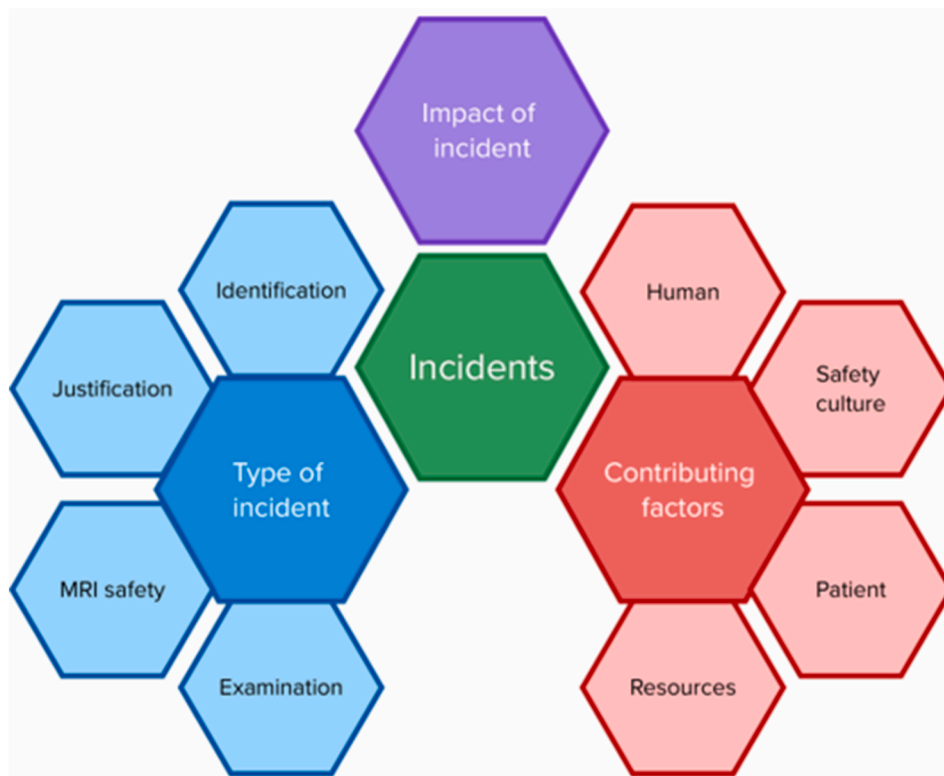 Impact of
incident
Identification
Human
Incidents
Justification
Safety
culture
Type of
incident
Contributing
factors
MRI safety
Patient
Examination
Resources